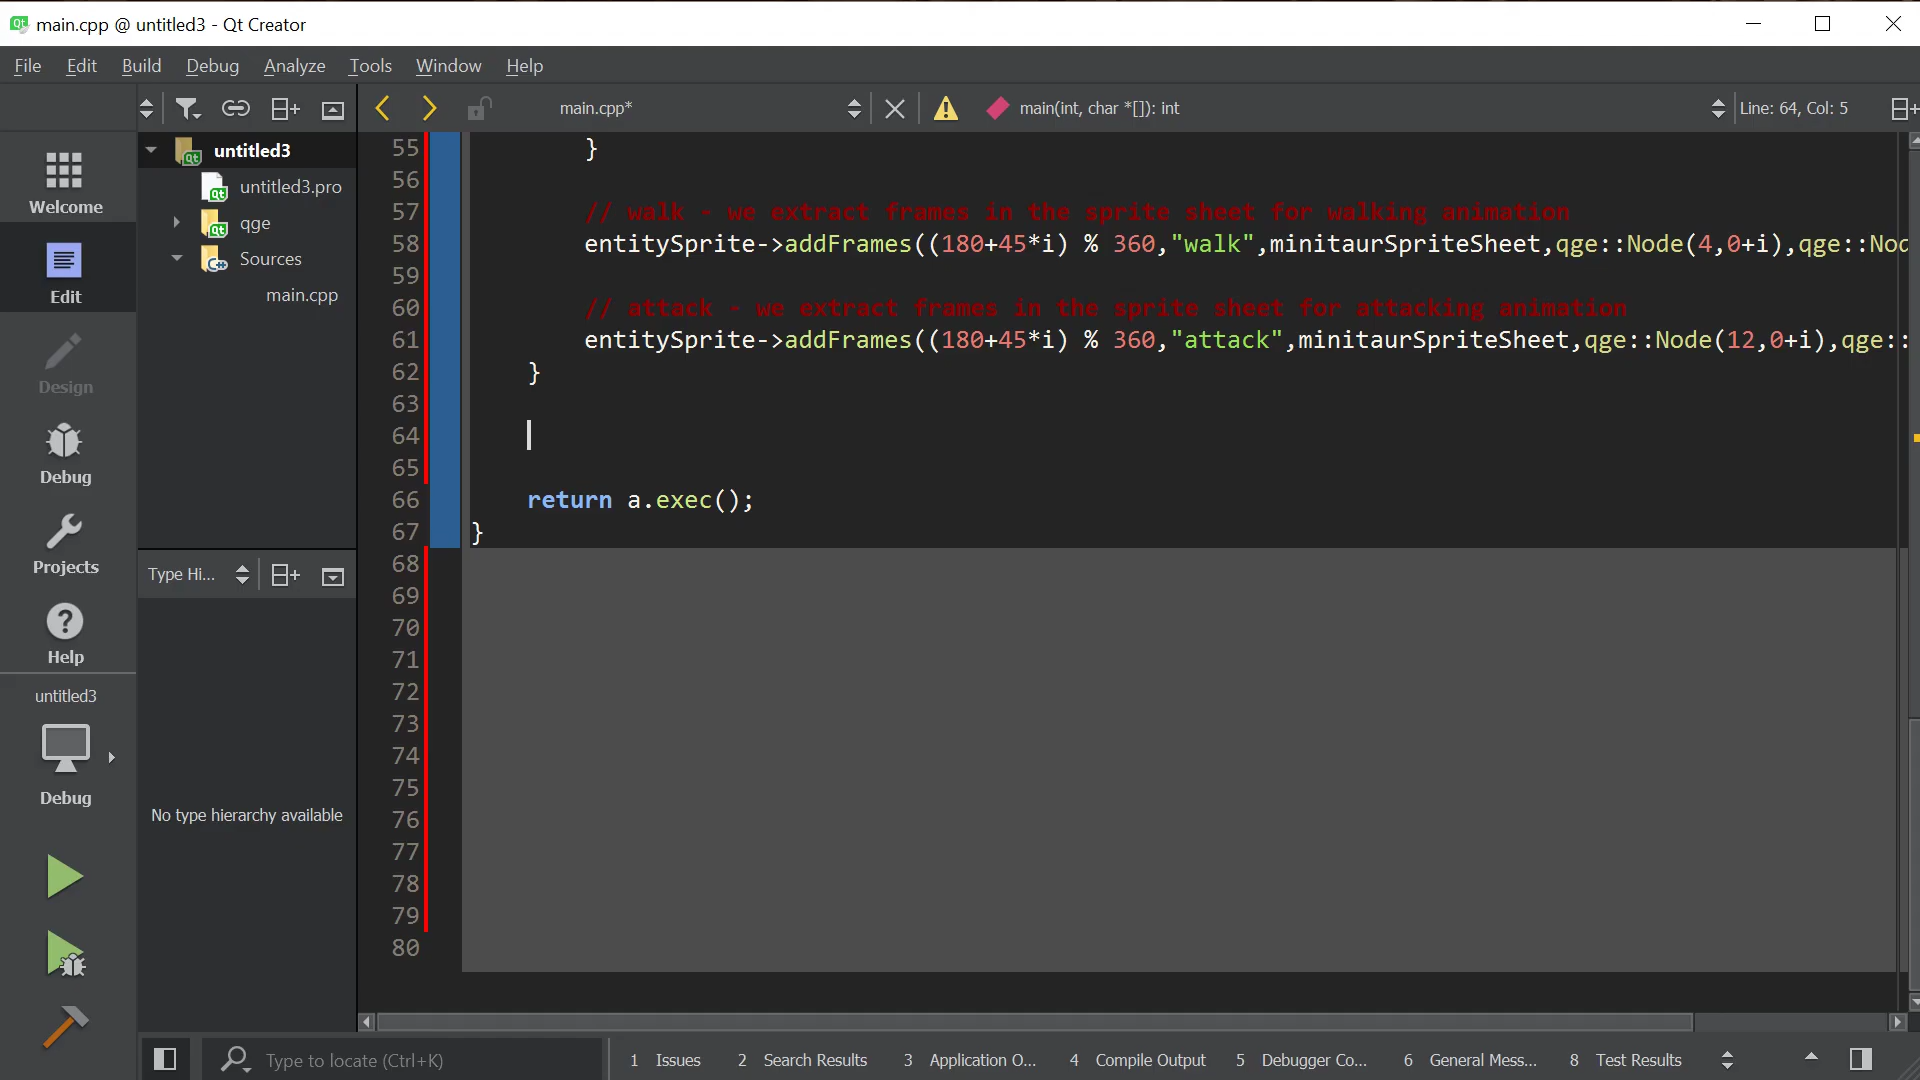 main.cpp @ untitled3 - Qt Creator
File Edit Build Debug Analyze Tools Window Help
main.cpp* main(int, char *[]): int Line: 64, Col: 5
Welcome
Edit
Design
Debug
Projects
Help
untitled3
Debug
untitled3
untitled3.pro
qge
Sources
main.cpp
Type Hi...
No type hierarchy available
55 }
56
57 // walk - we extract frames in the sprite sheet for walking animation
58 entitySprite->addFrames((180+45*i) % 360,"walk",minitaurSpriteSheet,qge::Node(4,0+i),qge::Nod
59
60 // attack - we extract frames in the sprite sheet for attacking animation
61 entitySprite->addFrames((180+45*i) % 360,"attack",minitaurSpriteSheet,qge::Node(12,0+i),qge::
62 }
63
64
65
66 return a.exec();
67 }
68
69
70
71
72
73
74
75
76
77
78
79
80
Type to locate (Ctrl+K) 1 Issues 2 Search Results 3 Application O... 4 Compile Output 5 Debugger Co... 6 General Mess... 8 Test Results